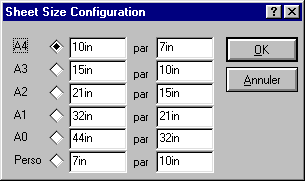 Sheet Size Configuration
A4 10in par 7in OK
A3 15in par 10in Annuler
A2 21in par 15in
A1 32in par 21in
A0 44in par 32in
Perso 7in par 10in